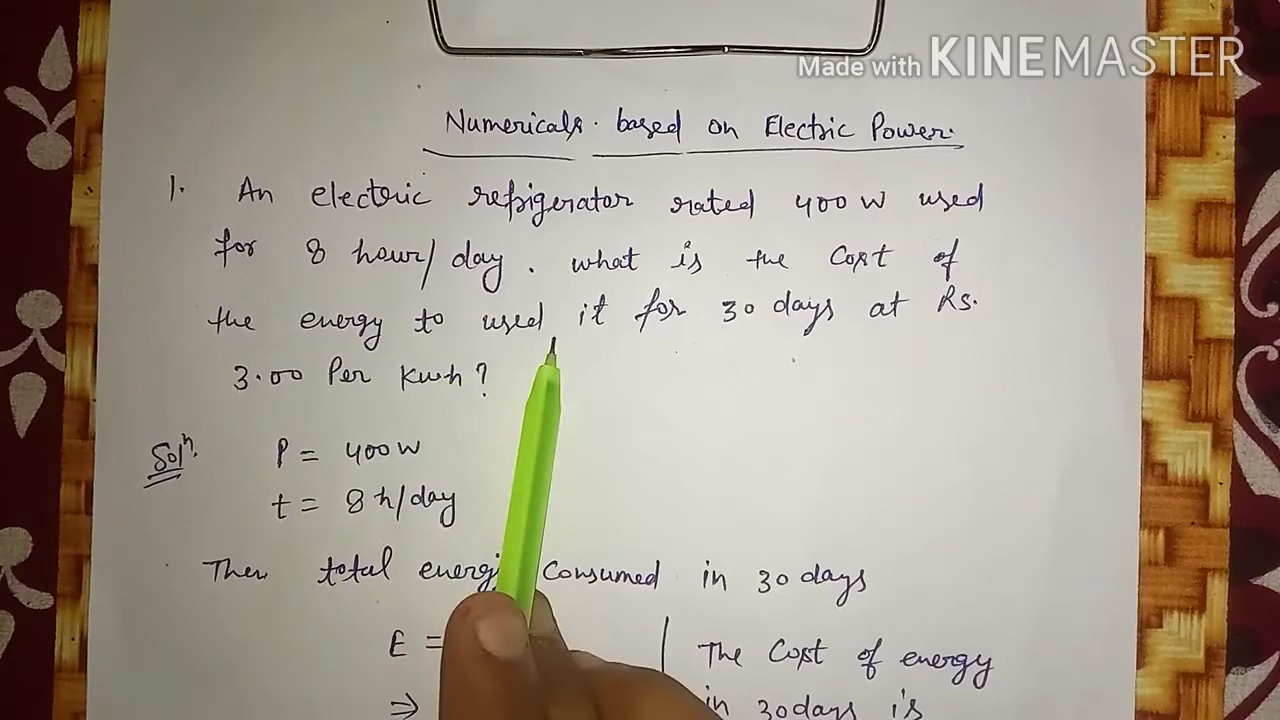 Made with KINEMASTER
Numericals. based on Electric Power.
1. An electric refrigerator rated 400 W used
for 8 hour/day. what is the Cost of
the energy to used it for 30 days at Rs.
3.00 Per Kwh?
Solⁿ. P = 400 W
t = 8 h/day
Then total energ Consumed in 30 days
E =
⇒
The Cost of energy
in 30 days is